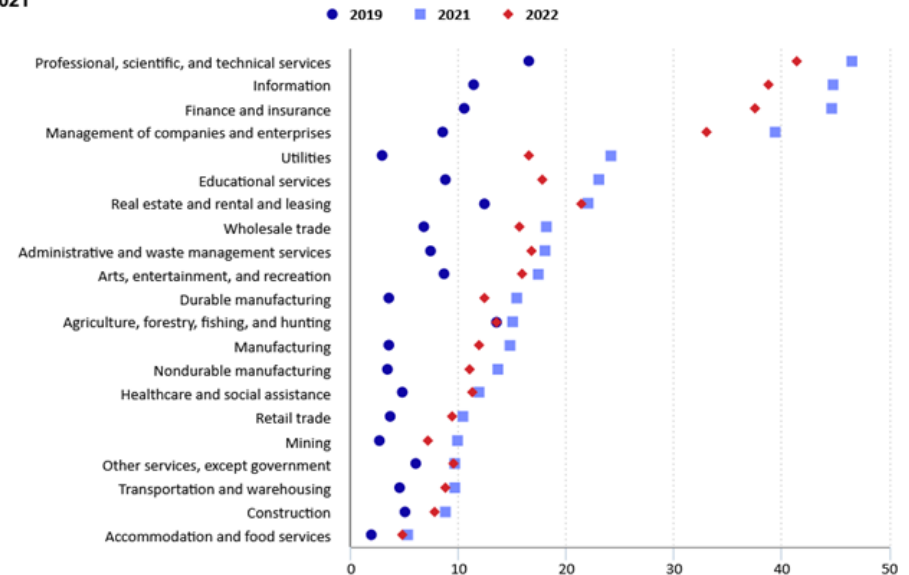 2021
2019 2021 2022
Professional, scientific, and technical services
Information
Finance and insurance
Management of companies and enterprises
Utilities
Educational services
Real estate and rental and leasing
Wholesale trade
Administrative and waste management services
Arts, entertainment, and recreation
Durable manufacturing
Agriculture, forestry, fishing, and hunting
Manufacturing
Nondurable manufacturing
Healthcare and social assistance
Retail trade
Mining
Other services, except government
Transportation and warehousing
Construction
Accommodation and food services
0 10 20 30 40 50